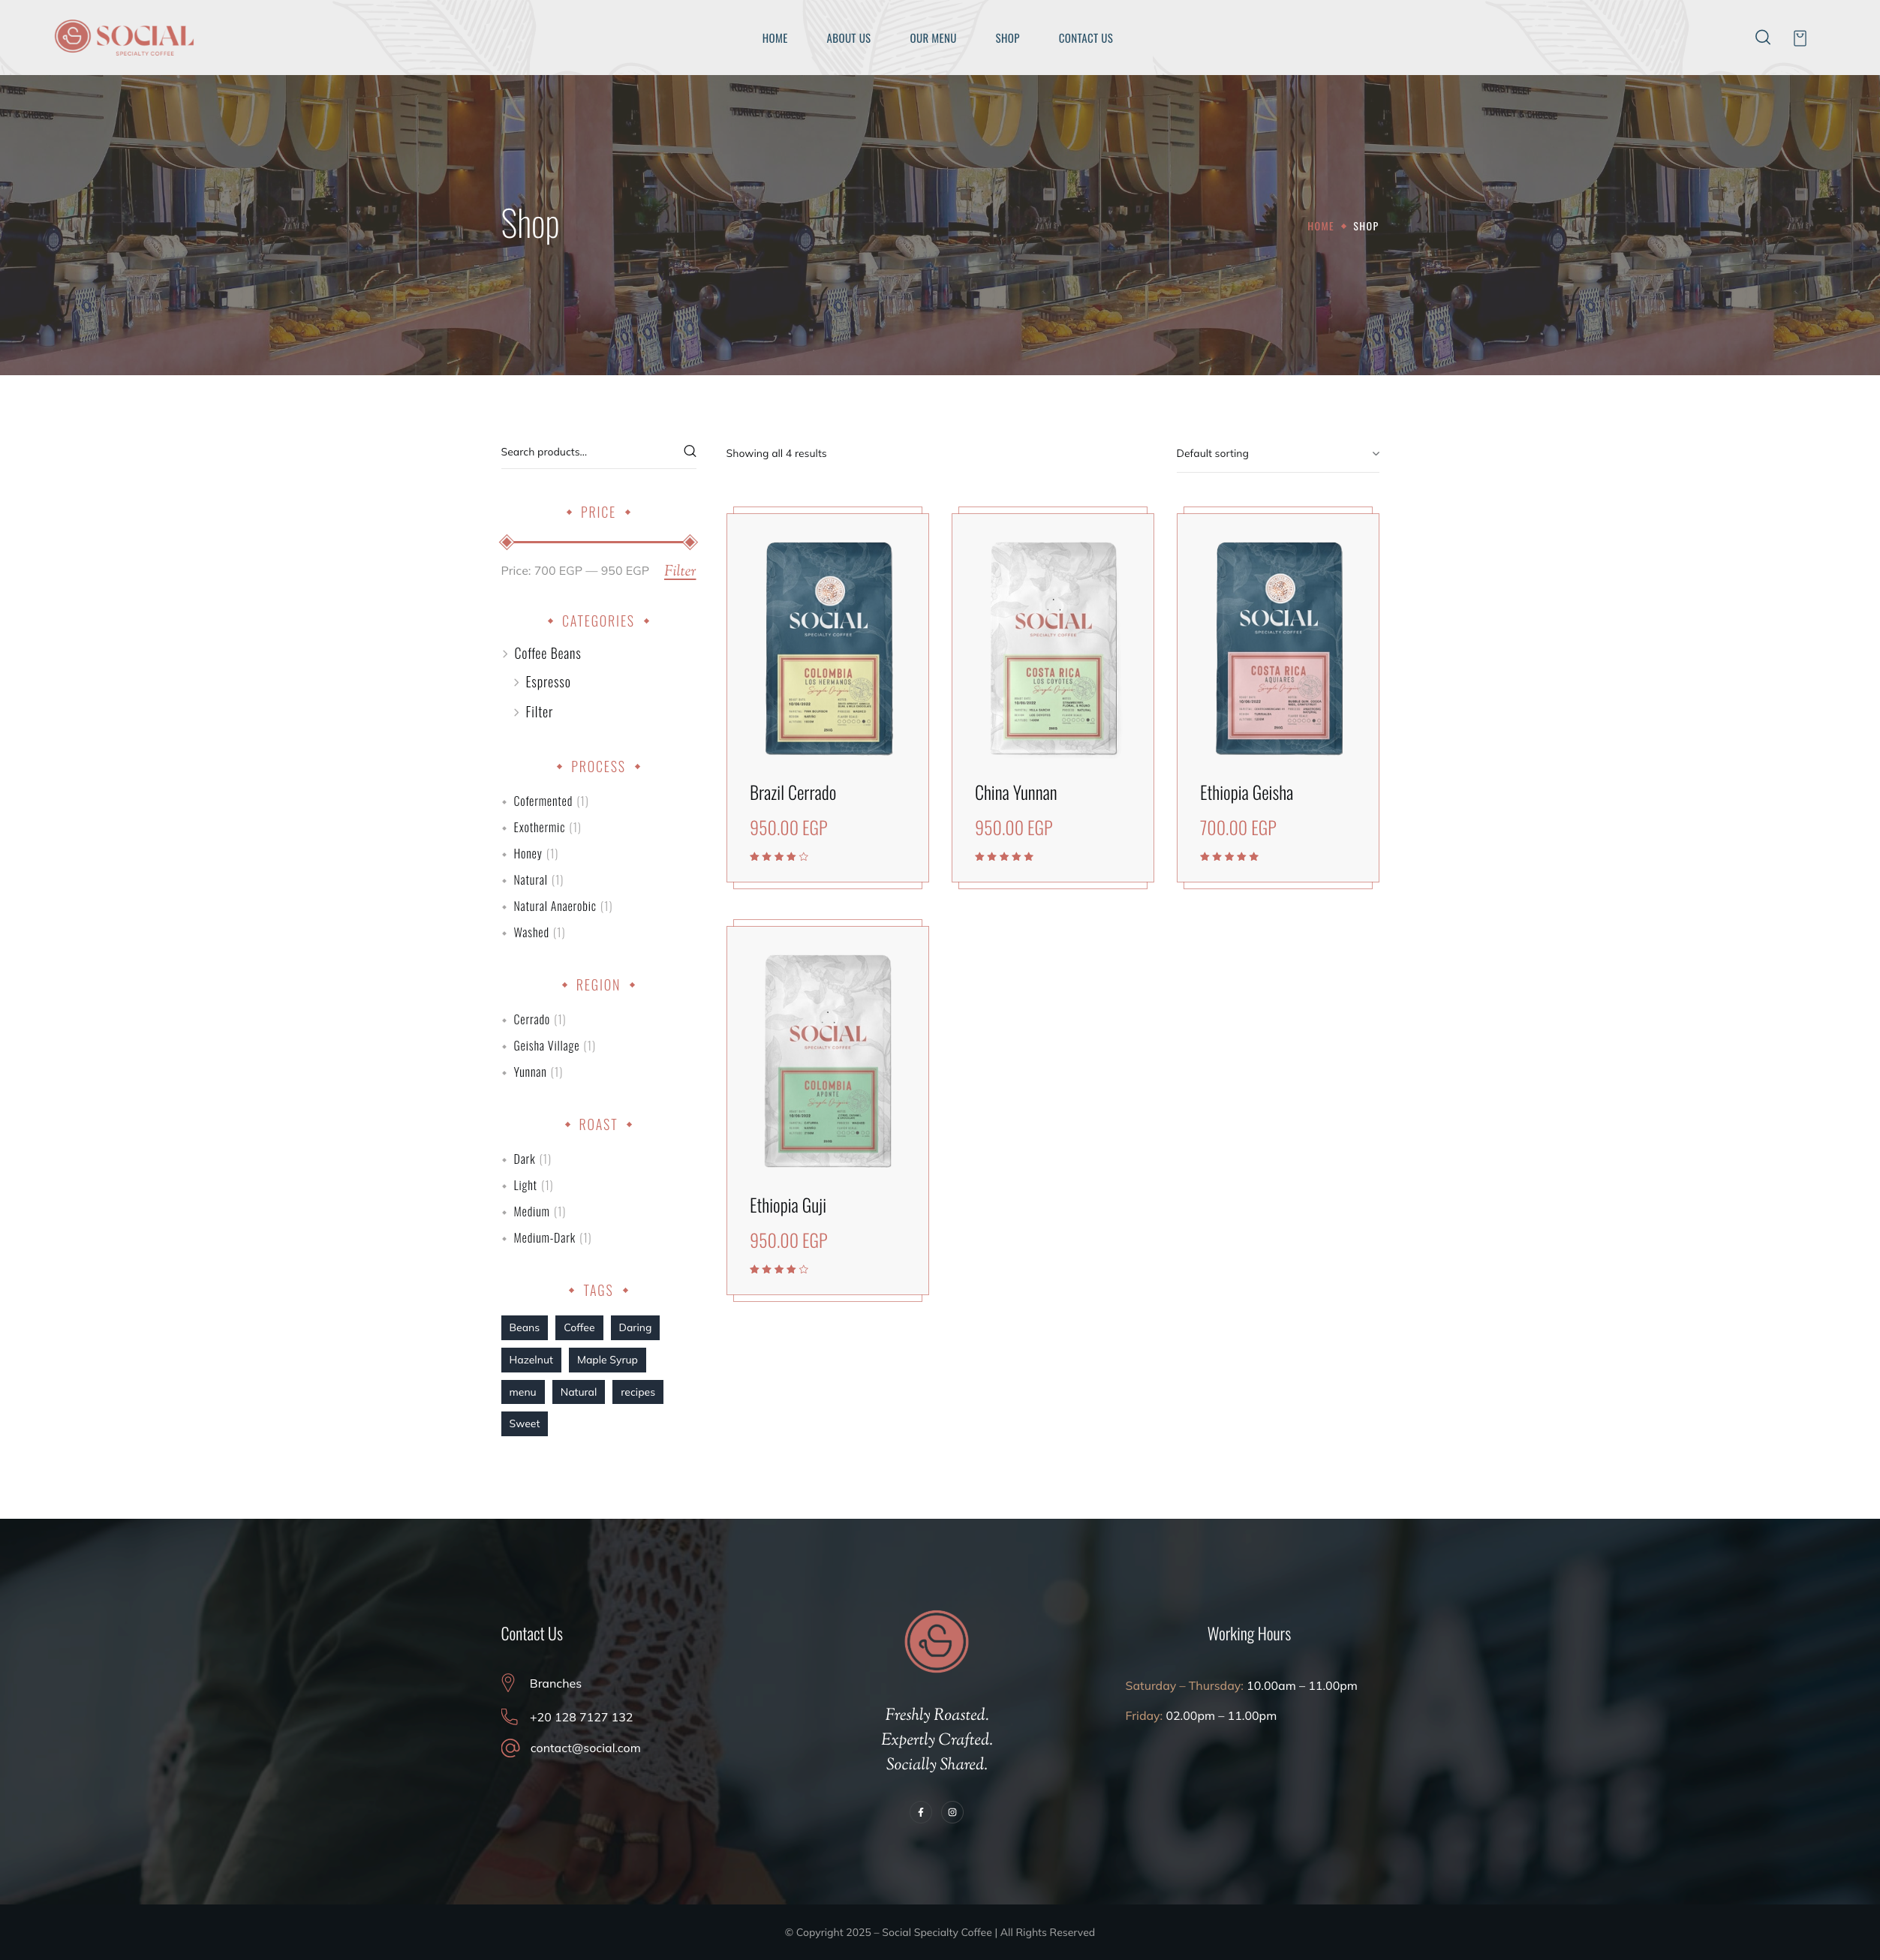 SOCIAL
SPECIALTY COFFEE
HOME
ABOUT US
OUR MENU
SHOP
CONTACT US
Shop
HOME
SHOP
Search products...
Showing all 4 results
Default sorting
PRICE
Price: 700 EGP — 950 EGP
Filter
CATEGORIES
Coffee Beans
Espresso
Filter
PROCESS
Cofermented (1)
Exothermic (1)
Honey (1)
Natural (1)
Natural Anaerobic (1)
Washed (1)
REGION
Cerrado (1)
Geisha Village (1)
Yunnan (1)
ROAST
Dark (1)
Light (1)
Medium (1)
Medium-Dark (1)
TAGS
Beans
Coffee
Daring
Hazelnut
Maple Syrup
menu
Natural
recipes
Sweet
SOCIAL
SPECIALTY COFFEE
COLOMBIA
LOS HERMANOS
Single Origin
Brazil Cerrado
950.00 EGP
SOCIAL
SPECIALTY COFFEE
COSTA RICA
LOS COYOTES
Single Origin
China Yunnan
950.00 EGP
SOCIAL
SPECIALTY COFFEE
COSTA RICA
AQUIARES
Single Origin
Ethiopia Geisha
700.00 EGP
SOCIAL
SPECIALTY COFFEE
COLOMBIA
APONTE
Single Origin
Ethiopia Guji
950.00 EGP
Contact Us
Branches
+20 128 7127 132
contact@social.com
Freshly Roasted.
Expertly Crafted.
Socially Shared.
Working Hours
Saturday – Thursday: 10.00am – 11.00pm
Friday: 02.00pm – 11.00pm
© Copyright 2025 – Social Specialty Coffee | All Rights Reserved